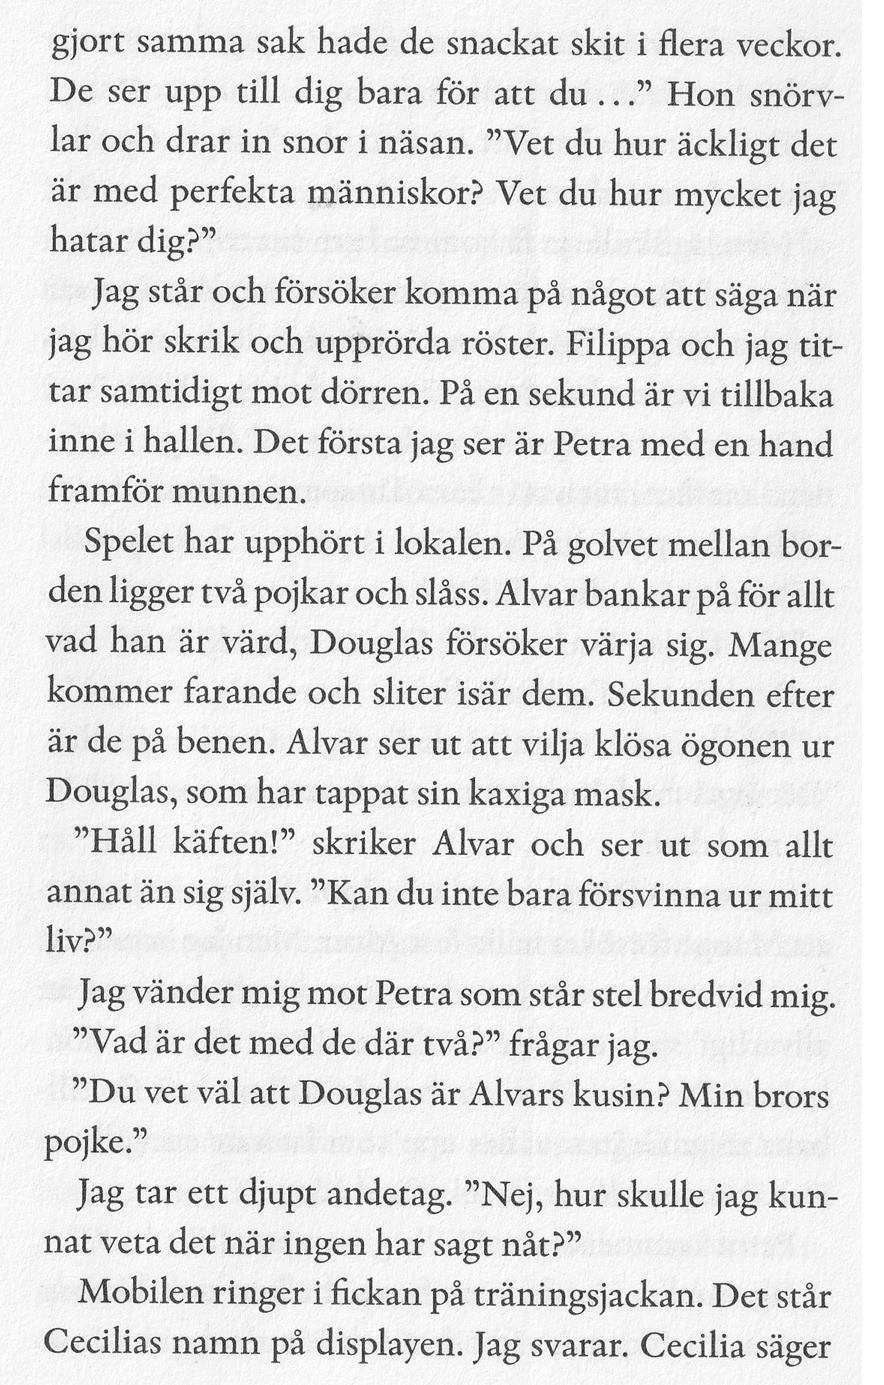 gjort samma sak hade de snackat skit i flera veckor.
De ser upp till dig bara för att du …” Hon snörv-
lar och drar in snor i näsan. ”Vet du hur äckligt det
är med perfekta människor? Vet du hur mycket jag
hatar dig?”
Jag står och försöker komma på något att säga när
jag hör skrik och upprörda röster. Filippa och jag tit-
tar samtidigt mot dörren. På en sekund är vi tillbaka
inne i hallen. Det första jag ser är Petra med en hand
framför munnen.
Spelet har upphört i lokalen. På golvet mellan bor-
den ligger två pojkar och slåss. Alvar bankar på för allt
vad han är värd, Douglas försöker värja sig. Mange
kommer farande och sliter isär dem. Sekunden efter
är de på benen. Alvar ser ut att vilja klösa ögonen ur
Douglas, som har tappat sin kaxiga mask.
”Håll käften!” skriker Alvar och ser ut som allt
annat än sig själv. ”Kan du inte bara försvinna ur mitt
liv?”
Jag vänder mig mot Petra som står stel bredvid mig.
”Vad är det med de där två?” frågar jag.
”Du vet väl att Douglas är Alvars kusin? Min brors
pojke.”
Jag tar ett djupt andetag. ”Nej, hur skulle jag kun-
nat veta det när ingen har sagt nåt?”
Mobilen ringer i fickan på träningsjackan. Det står
Cecilias namn på displayen. Jag svarar. Cecilia säger